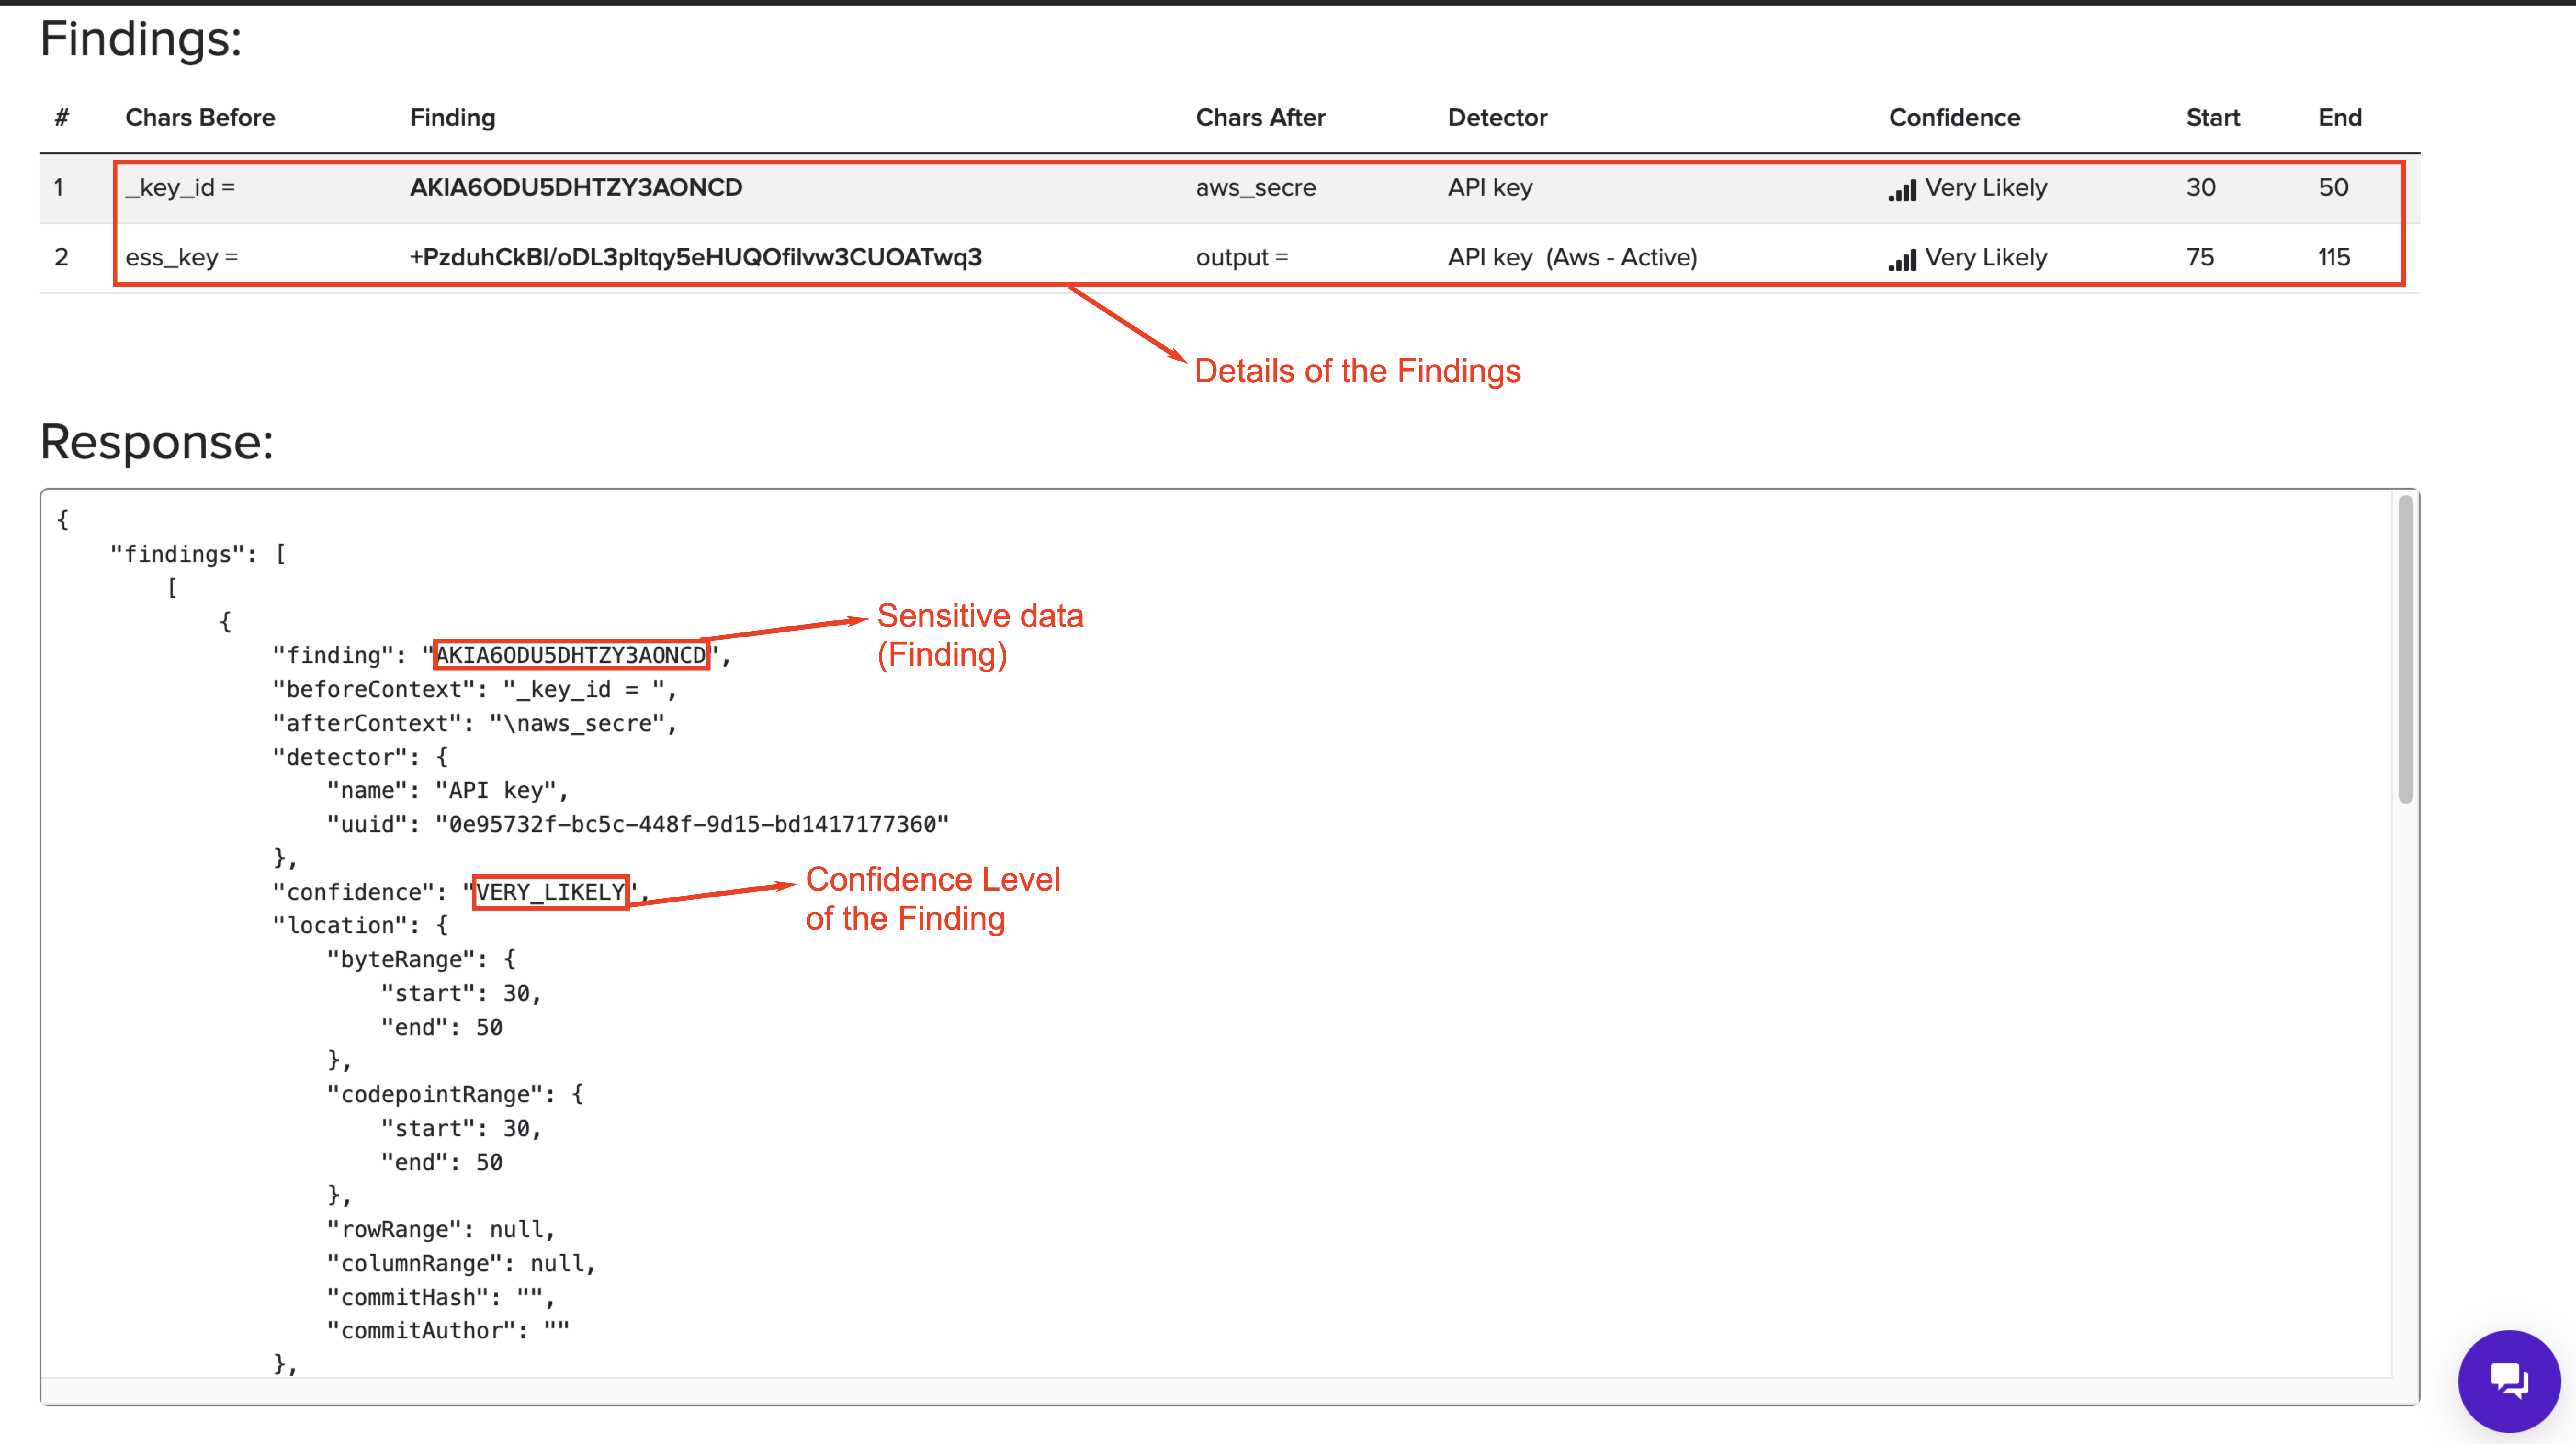 Findings:
# Chars Before Finding Chars After Detector Confidence Start End
1 _key_id = AKIA6ODU5DHTZY3AONCD aws_secre API key Very Likely 30 50
2 ess_key = output = API key (Aws - Active) Very Likely 75 115
Details of the Findings
Response:
{
"findings": [
[
{
Sensitive data
(Finding)
"finding": "AKIA6ODU5DHTZY3AONCD",
"beforeContext": "_key_id = ",
"afterContext": "\naws_secre",
"detector": {
"name": "API key",
"uuid": "0e95732f-bc5c-448f-9d15-bd1417177360"
},
Confidence Level
of the Finding
"confidence": "VERY_LIKELY",
"location": {
"byteRange": {
"start": 30,
"end": 50
},
"codepointRange": {
"start": 30,
"end": 50
},
"rowRange": null,
"columnRange": null,
"commitHash": "",
"commitAuthor": ""
},